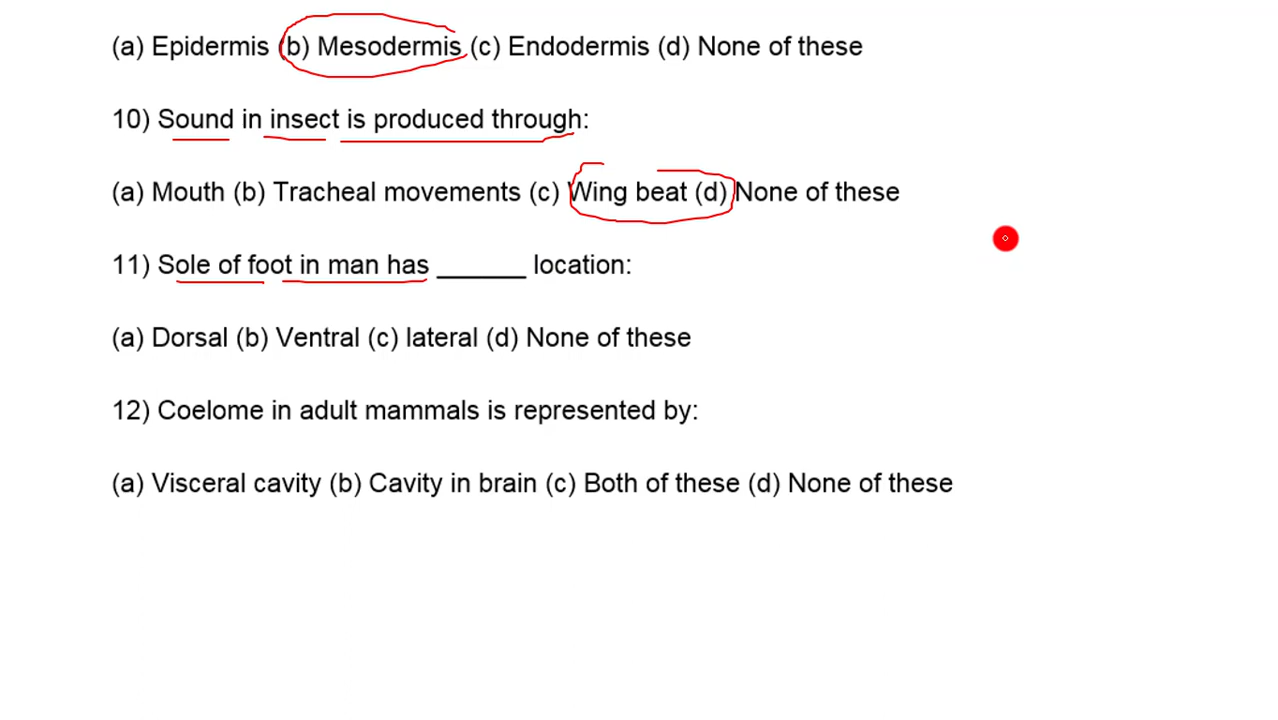 (a) Epidermis (b) Mesodermis (c) Endodermis (d) None of these
10) Sound in insect is produced through:
(a) Mouth (b) Tracheal movements (c) Wing beat (d) None of these
11) Sole of foot in man has ______ location:
(a) Dorsal (b) Ventral (c) lateral (d) None of these
12) Coelome in adult mammals is represented by:
(a) Visceral cavity (b) Cavity in brain (c) Both of these (d) None of these